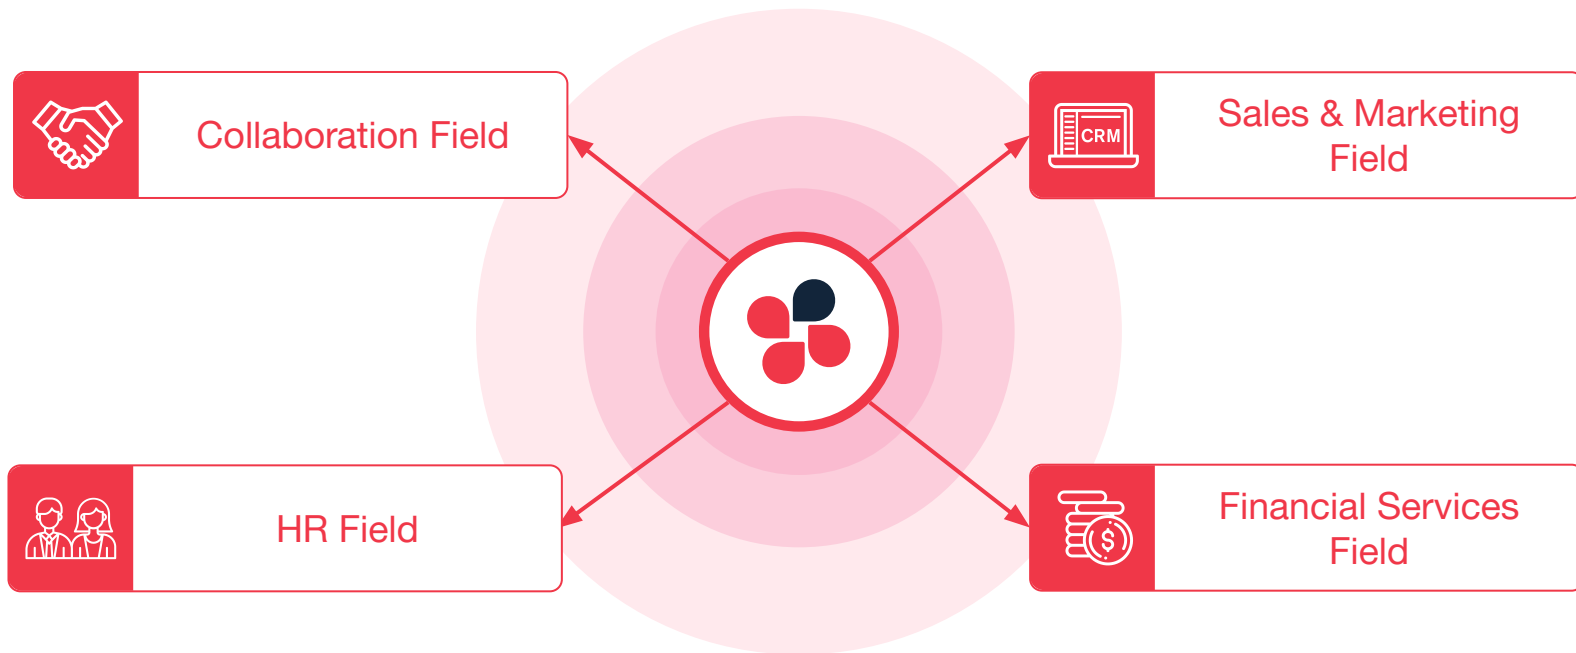 Collaboration Field
CRM
Sales & Marketing
Field
HR Field
$
Financial Services
Field